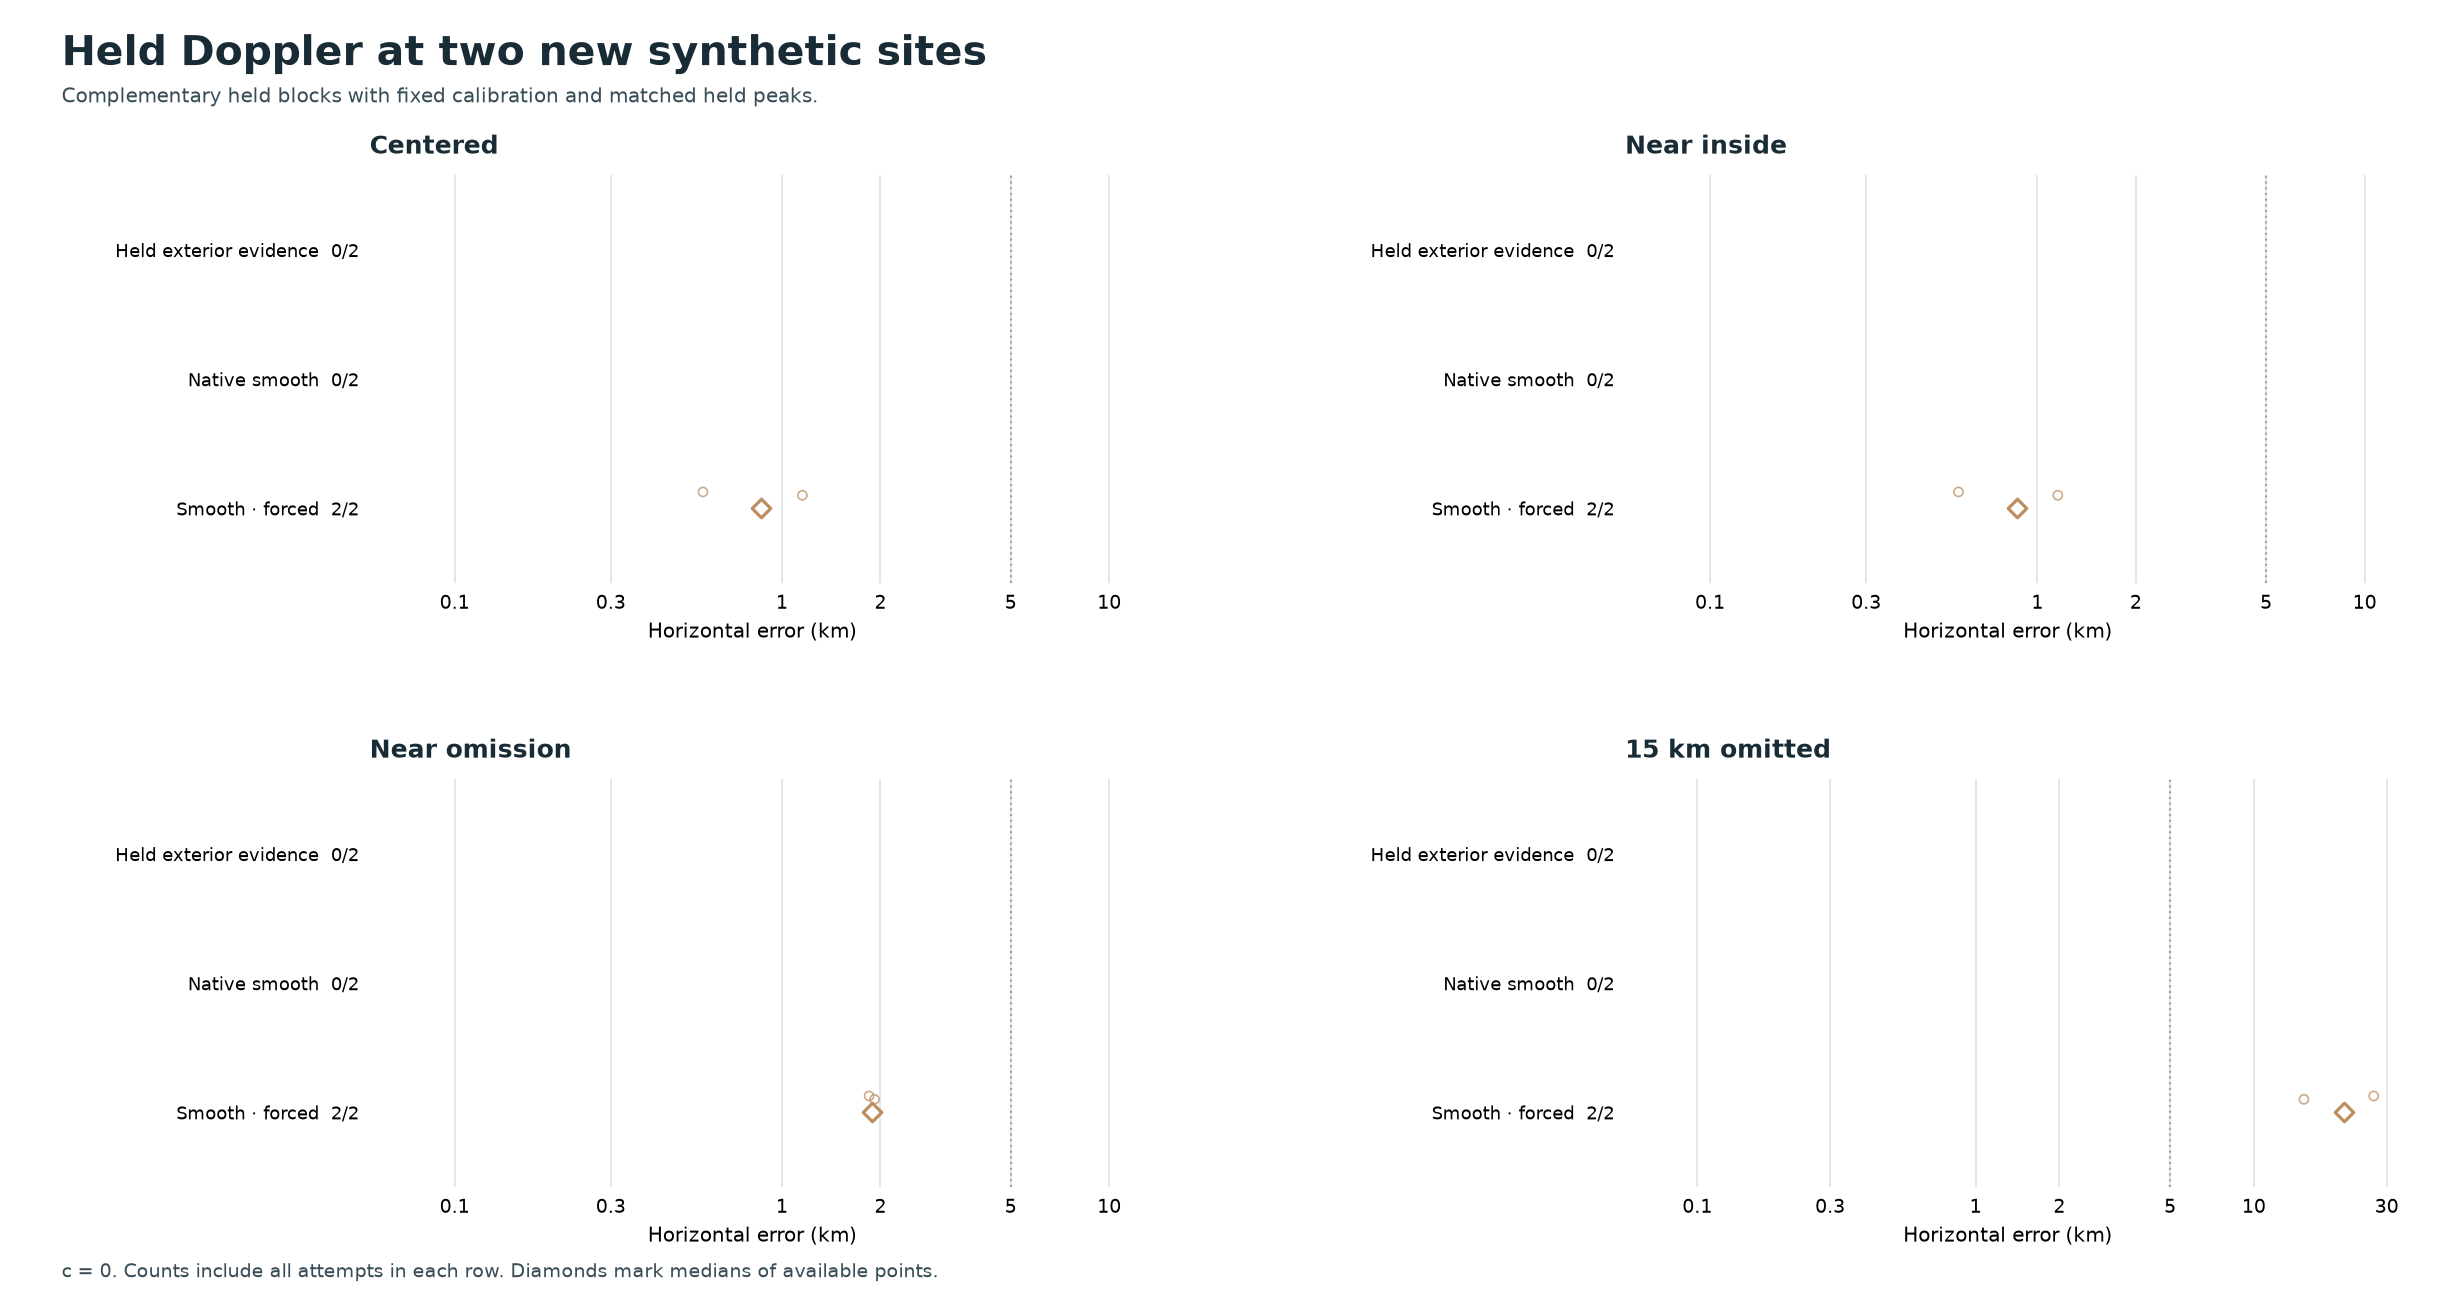 Held Doppler at two new synthetic sites
Complementary held blocks with fixed calibration and matched held peaks.
Centered
Held exterior evidence 0/2
Native smooth 0/2
Smooth · forced 2/2
0.1 0.3 1 2 5 10
Horizontal error (km)
Near inside
Held exterior evidence 0/2
Native smooth 0/2
Smooth · forced 2/2
0.1 0.3 1 2 5 10
Horizontal error (km)
Near omission
Held exterior evidence 0/2
Native smooth 0/2
Smooth · forced 2/2
0.1 0.3 1 2 5 10
Horizontal error (km)
15 km omitted
Held exterior evidence 0/2
Native smooth 0/2
Smooth · forced 2/2
0.1 0.3 1 2 5 10 30
Horizontal error (km)
c = 0. Counts include all attempts in each row. Diamonds mark medians of available points.